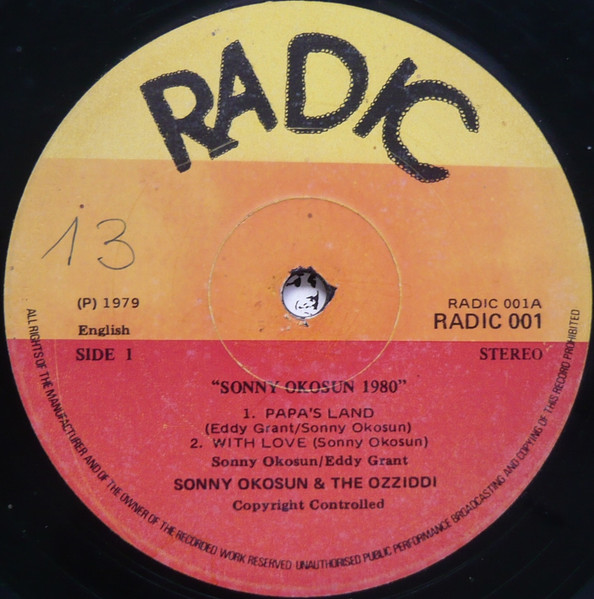 RADIC
13
(P) 1979
RADIC 001A
English
RADIC 001
SIDE 1
STEREO
"SONNY OKOSUN 1980"
1. PAPA'S LAND
(Eddy Grant/Sonny Okosun)
2. WITH LOVE (Sonny Okosun)
Sonny Okosun/Eddy Grant
SONNY OKOSUN & THE OZZIDDI
Copyright Controlled
ALL RIGHTS OF THE MANUFACTURER AND OF THE OWNER OF THE RECORDED WORK RESERVED UNAUTHORISED PUBLIC PERFORMANCE BROADCASTING AND COPYING OF THIS RECORD PROHIBITED